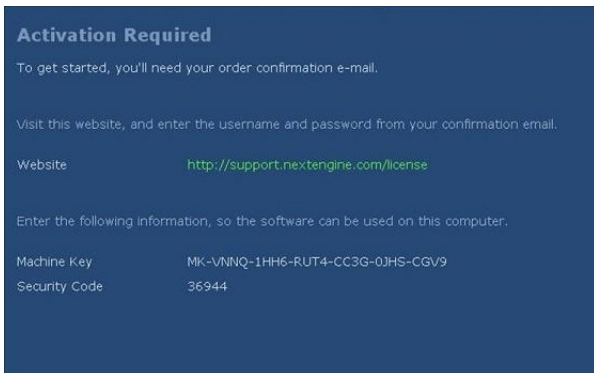 Activation Required
To get started, you'll need your order confirmation e-mail.
Visit this website, and enter the username and password from your confirmation email.
Website http://support.nextengine.com/license
Enter the following information, so the software can be used on this computer.
Machine Key MK-VNNQ-1HH6-RUT4-CC3G-0JHS-CGV9
Security Code 36944